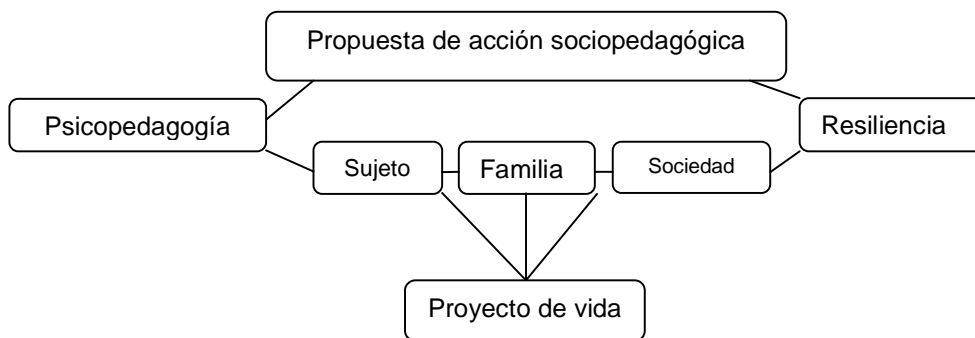 Propuesta de acción sociopedagógica
Psicopedagogía
Resiliencia
Sujeto
Familia
Sociedad
Proyecto de vida